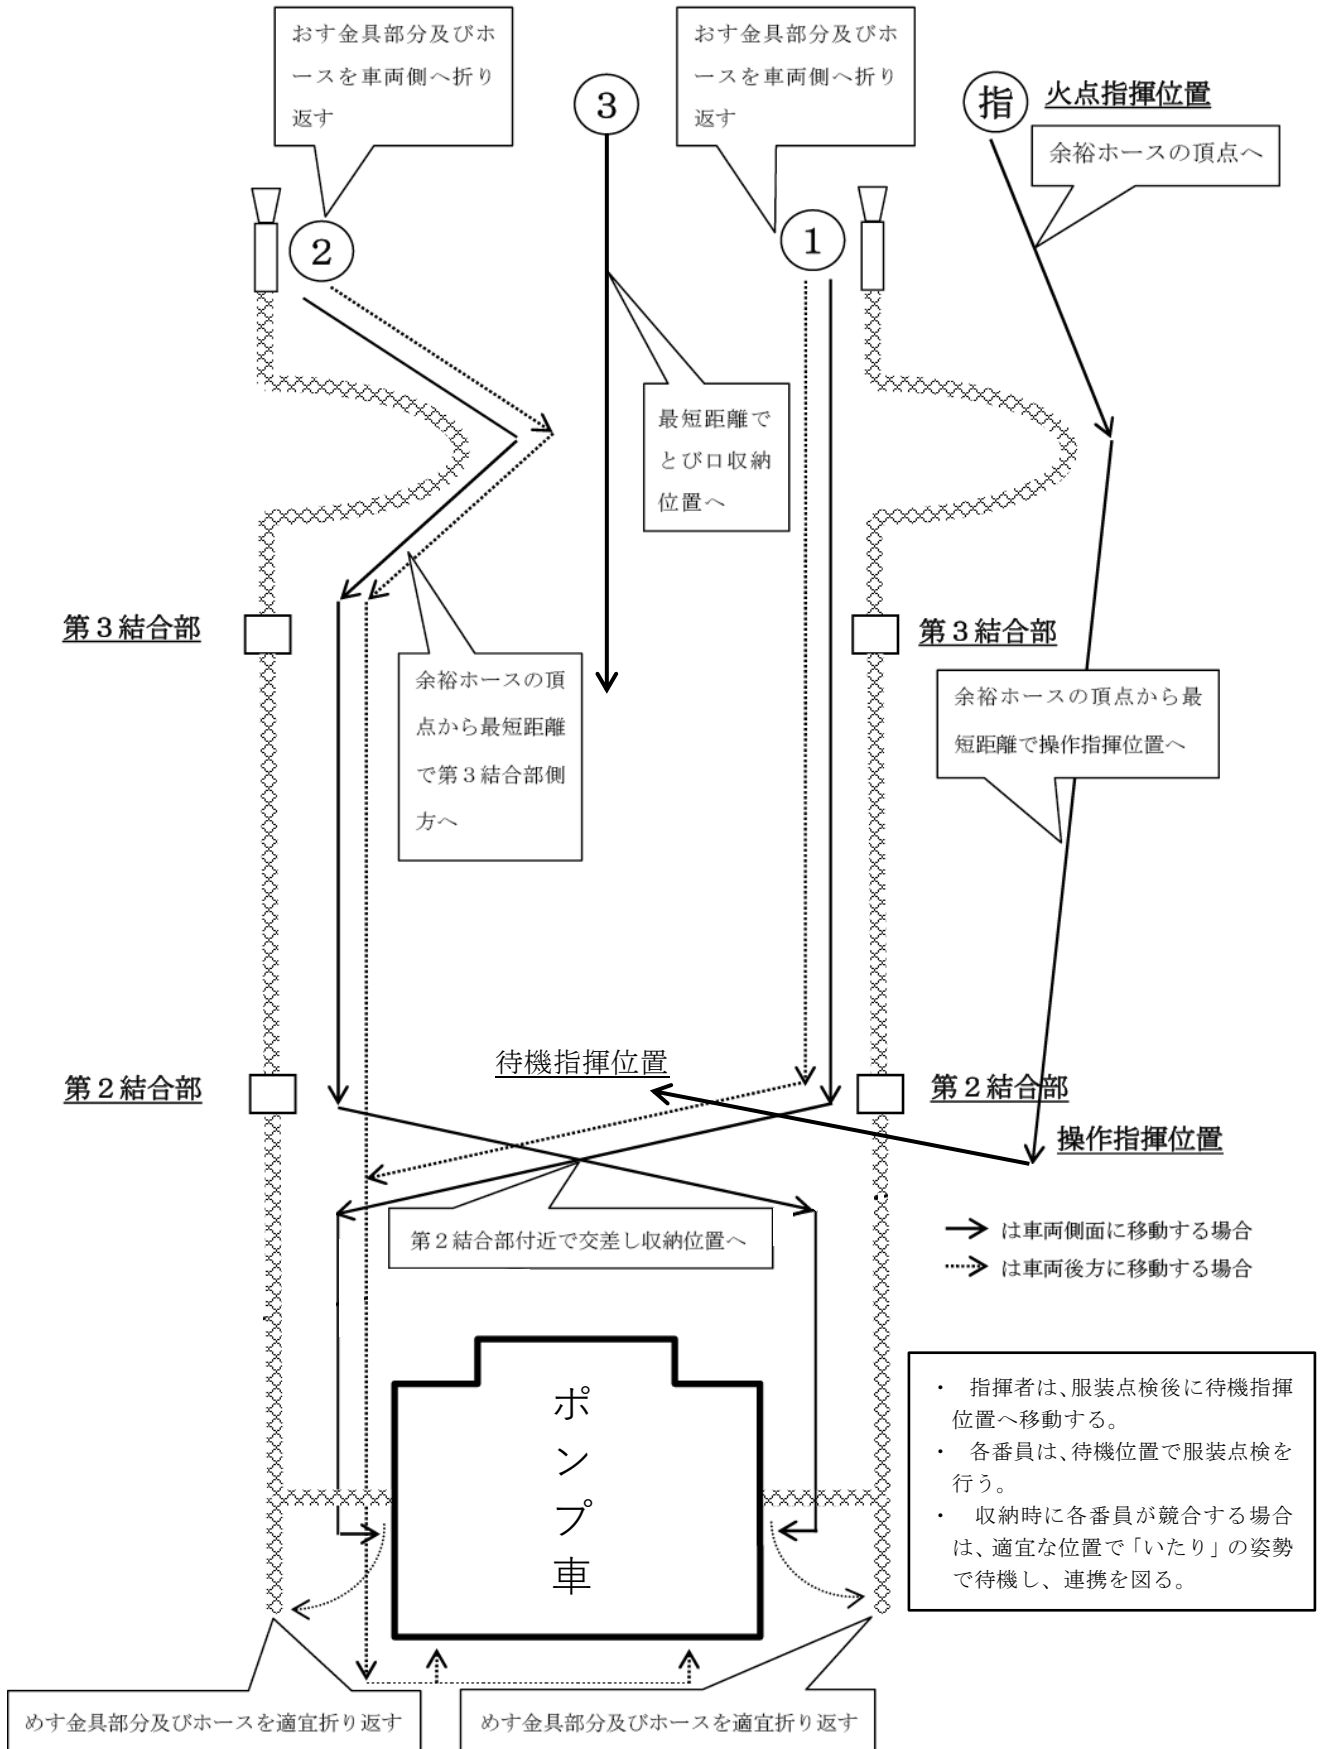 おす金具部分及びホ
ースを車両側へ折り
返す
③
おす金具部分及びホ
ースを車両側へ折り
返す
指
火点指揮位置
余裕ホースの頂点へ
②
①
最短距離で
とび口収納
位置へ
第３結合部
第３結合部
余裕ホースの頂
点から最短距離
で第３結合部側
方へ
余裕ホースの頂点から最
短距離で操作指揮位置へ
待機指揮位置
第２結合部
第２結合部
操作指揮位置
第２結合部付近で交差し収納位置へ
は車両側面に移動する場合
は車両後方に移動する場合
ポンプ車
・　指揮者は、服装点検後に待機指揮
位置へ移動する。
・　各番員は、待機位置で服装点検を
行う。
・　収納時に各番員が競合する場合
は、適宜な位置で「いたり」の姿勢
で待機し、連携を図る。
めす金具部分及びホースを適宜折り返す
めす金具部分及びホースを適宜折り返す